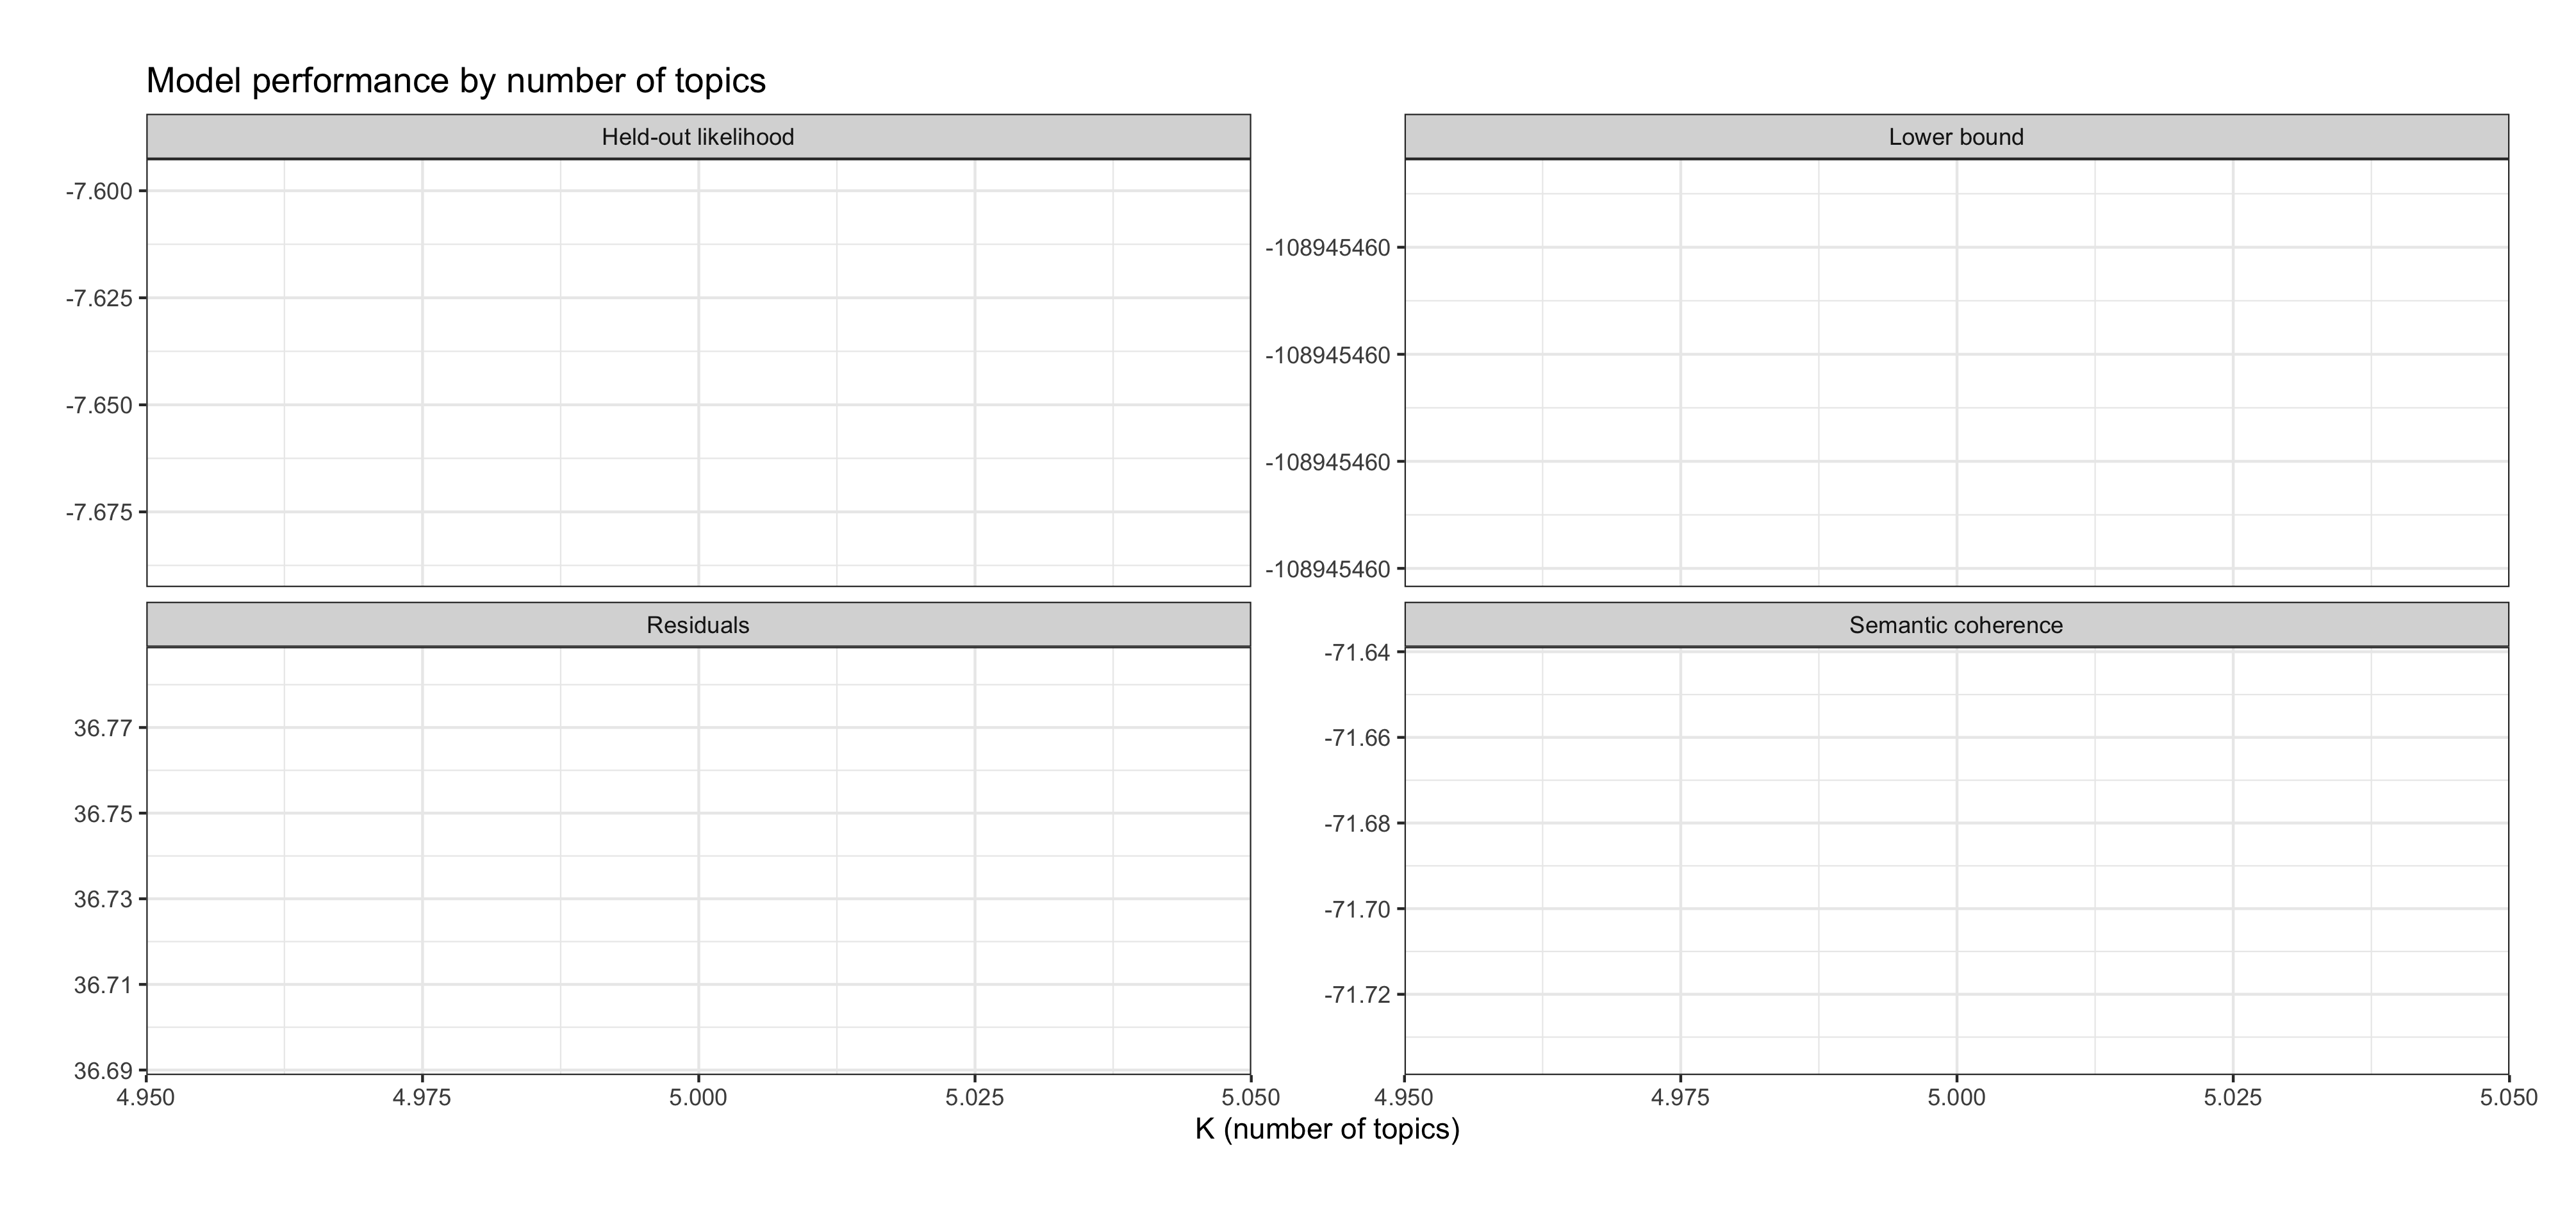 Model performance by number of topics
Held-out likelihood
-7.600
-7.625
-7.650
-7.675
Lower bound
-108945460
-108945460
-108945460
-108945460
Residuals
36.77
36.75
36.73
36.71
36.69
4.950 4.975 5.000 5.025 5.050
Semantic coherence
-71.64
-71.66
-71.68
-71.70
-71.72
4.950 4.975 5.000 5.025 5.050
K (number of topics)